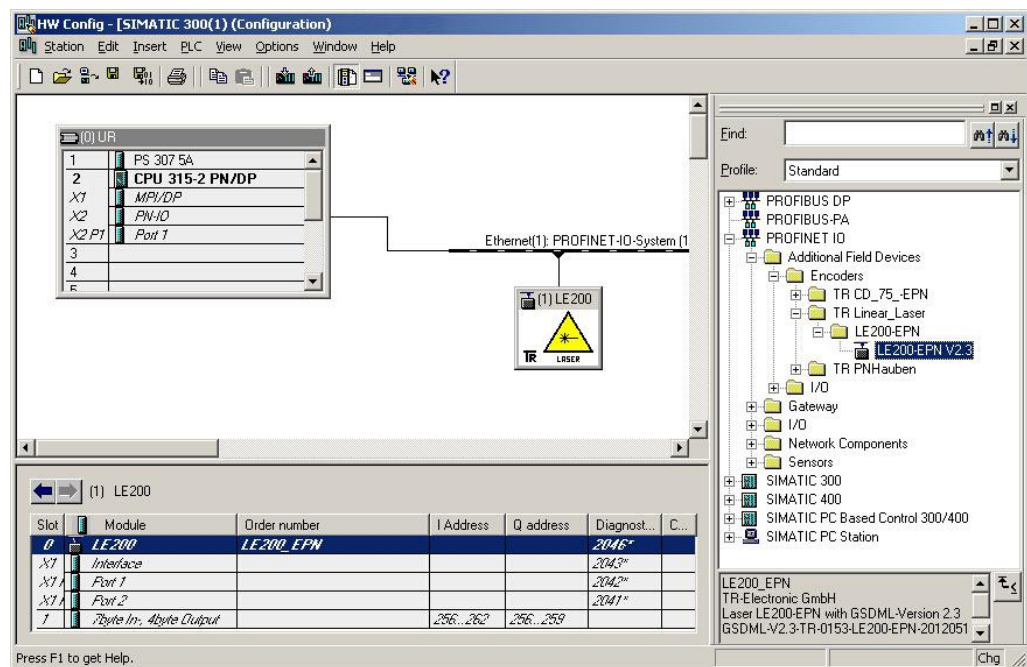 HW Config - [SIMATIC 300(1) (Configuration)
Station Edit Insert PLC View Options Window Help
(0) UR
1 PS 307 5A
2 CPU 315-2 PN/DP
X1 MPI/DP
X2 PN-IO
X2 P1 Port 1
3
4
5
Ethernet(1): PROFINET-IO-System (1
(1) LE200
TR LASER
Find:
Profile: Standard
PROFIBUS DP
PROFIBUS-PA
PROFINET IO
Additional Field Devices
Encoders
TR CD_75_-EPN
TR Linear_Laser
LE200-EPN
LE200-EPN V2.3
TR PNHauben
I/O
Gateway
I/O
Network Components
Sensors
SIMATIC 300
SIMATIC 400
SIMATIC PC Based Control 300/400
SIMATIC PC Station
(1) LE200
Slot Module Order number I Address Q address Diagnost... C...
0 LE200 LE200_EPN 2046*
X1 Interface 2043*
X1 Port 1 2042*
X1 Port 2 2041*
1 7byte In-, 4byte Output 256...262 256...259
LE200_EPN
TR-Electronic GmbH
Laser LE200-EPN with GSDML-Version 2.3
GSDML-V2.3-TR-0153-LE200-EPN-2012051
Press F1 to get Help.
Chg